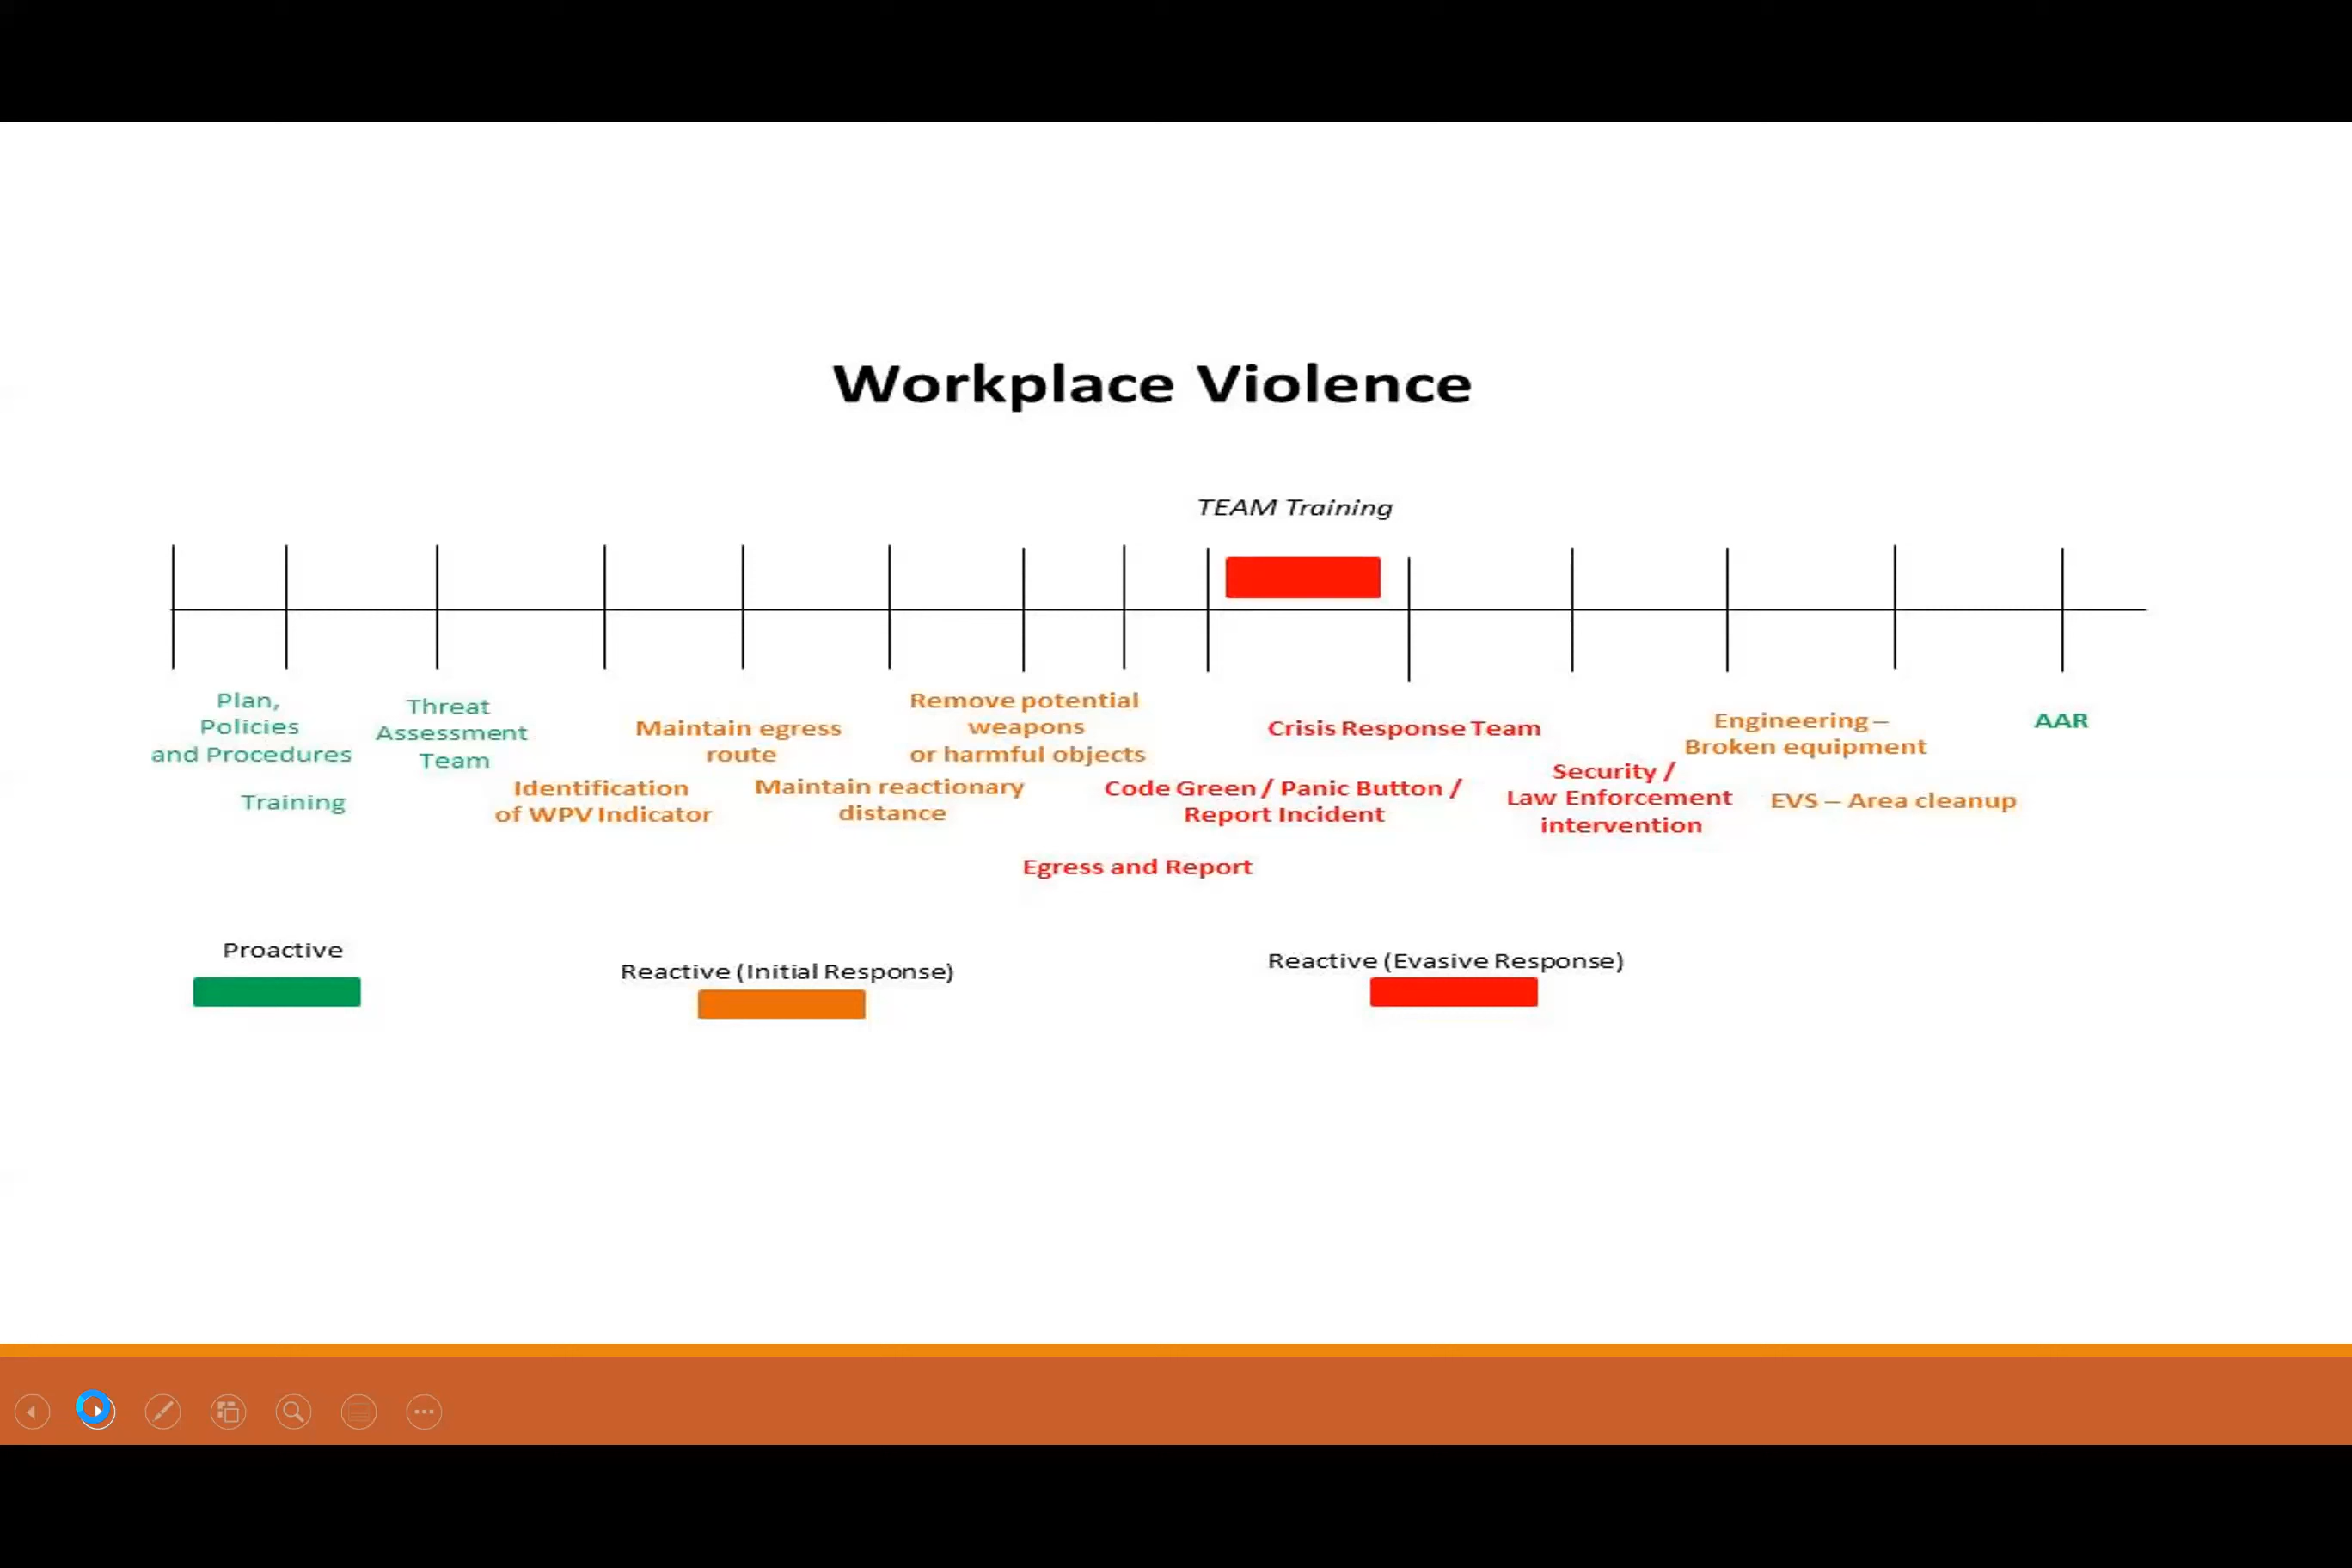 Workplace Violence
TEAM Training
Plan,
Policies
and Procedures
Training
Threat
Assessment
Team
Identification
of WPV Indicator
Maintain egress
route
Maintain reactionary
distance
Remove potential
weapons
or harmful objects
Egress and Report
Code Green / Panic Button /
Report Incident
Crisis Response Team
Security /
Law Enforcement
intervention
Engineering –
Broken equipment
EVS – Area cleanup
AAR
Proactive
Reactive (Initial Response)
Reactive (Evasive Response)